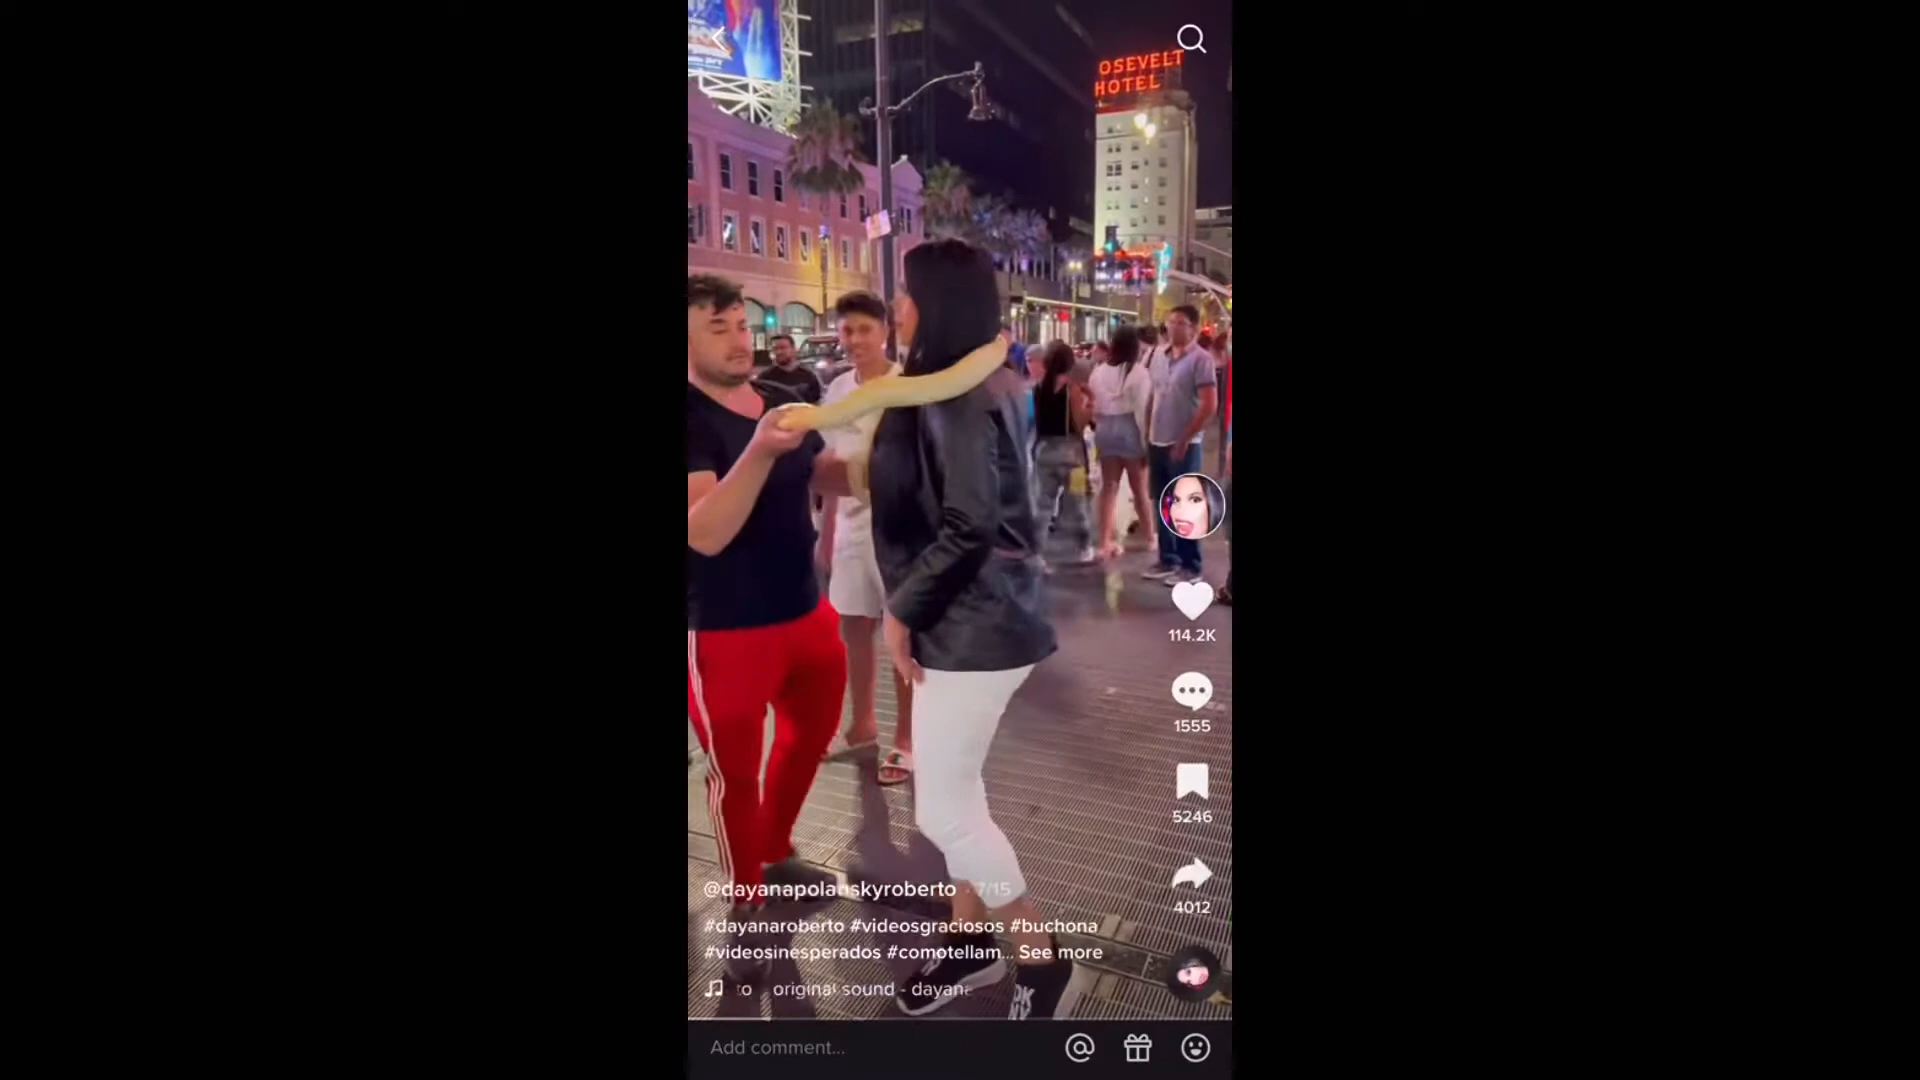 OSEVELT
HOTEL
114.2K
1555
5246
4012
@dayanapolanskyroberto · 7/15
#dayanaroberto #videosgraciosos #buchona
#videosinesperados #comotellam... See more
to original sound - dayana
Add comment...